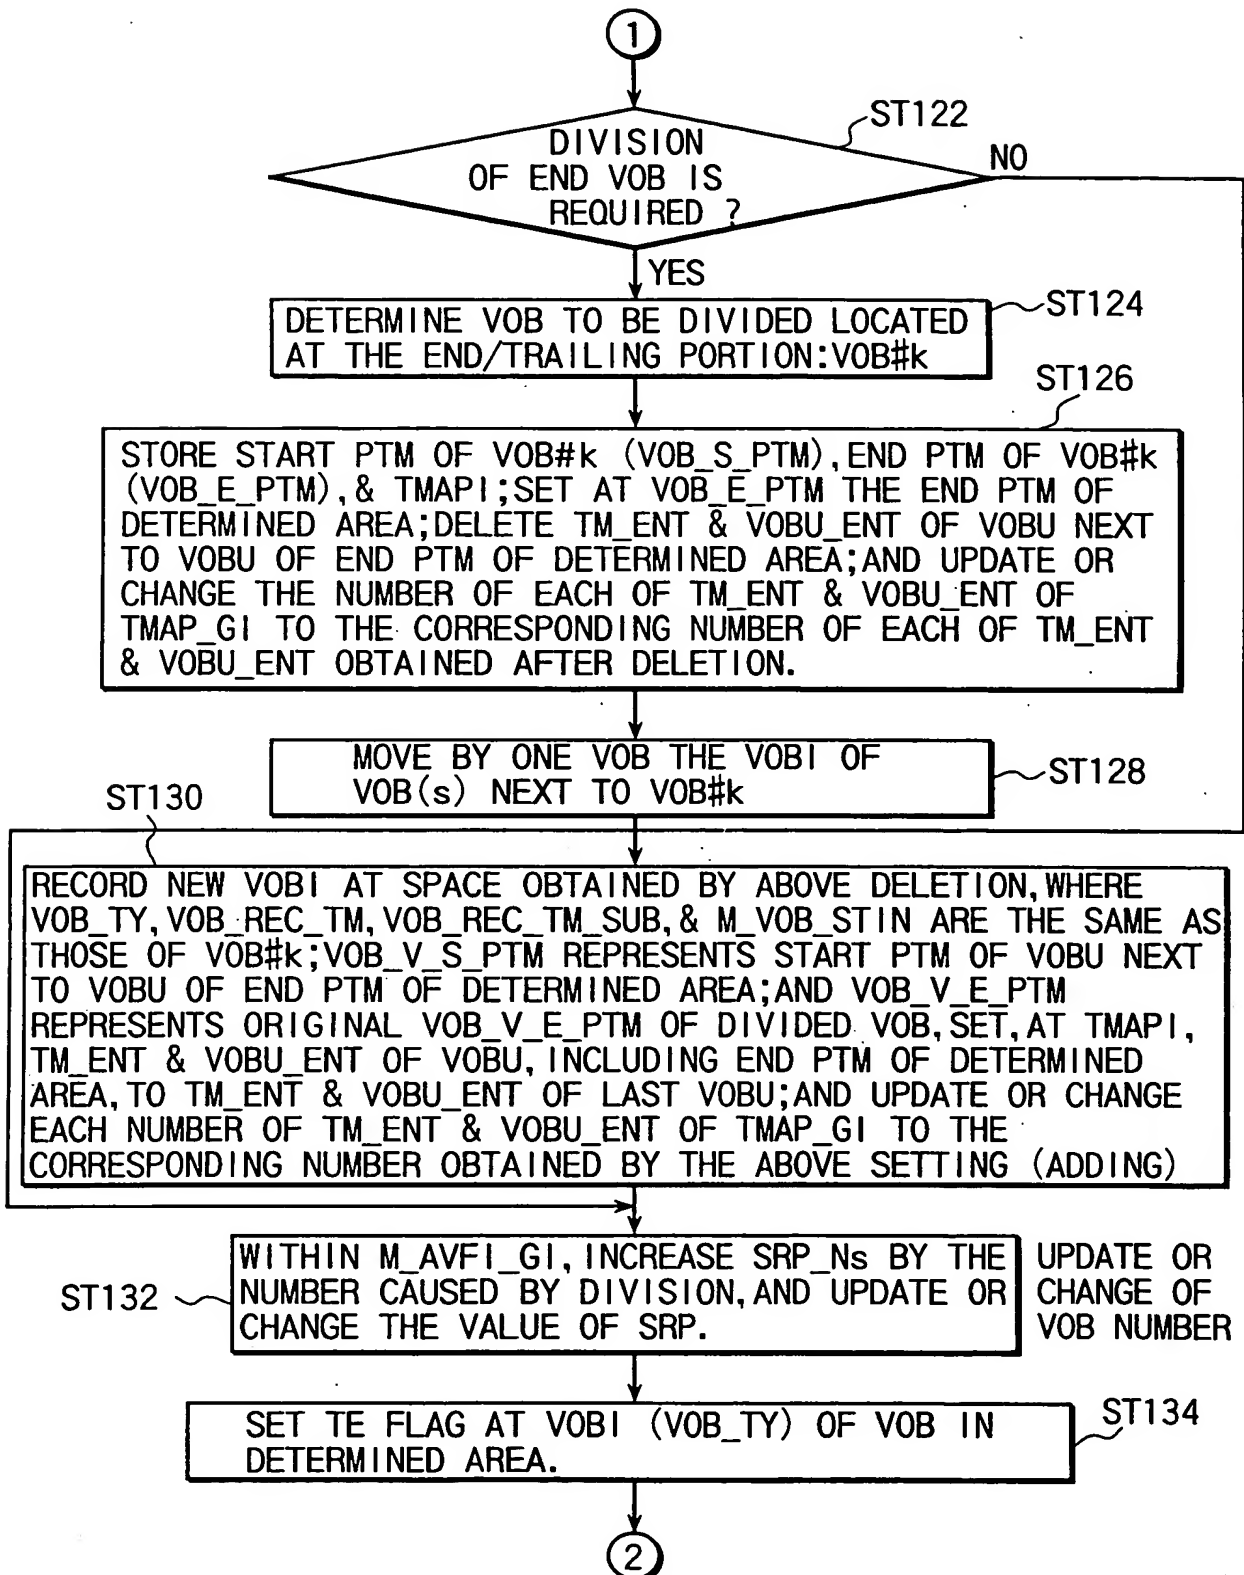 1
ST122
DIVISION
OF END VOB IS
REQUIRED ?
NO
YES
ST124
DETERMINE VOB TO BE DIVIDED LOCATED
AT THE END/TRAILING PORTION:VOB#k
ST126
STORE START PTM OF VOB#k (VOB_S_PTM), END PTM OF VOB#k
(VOB_E_PTM), & TMAPI;SET AT VOB_E_PTM THE END PTM OF
DETERMINED AREA;DELETE TM_ENT & VOBU_ENT OF VOBU NEXT
TO VOBU OF END PTM OF DETERMINED AREA;AND UPDATE OR
CHANGE THE NUMBER OF EACH OF TM_ENT & VOBU_ENT OF
TMAP_GI TO THE CORRESPONDING NUMBER OF EACH OF TM_ENT
& VOBU_ENT OBTAINED AFTER DELETION.
MOVE BY ONE VOB THE VOBI OF
VOB(s) NEXT TO VOB#k
ST128
ST130
RECORD NEW VOBI AT SPACE OBTAINED BY ABOVE DELETION, WHERE
VOB_TY, VOB_REC_TM, VOB_REC_TM_SUB, & M_VOB_STIN ARE THE SAME AS
THOSE OF VOB#k;VOB_V_S_PTM REPRESENTS START PTM OF VOBU NEXT
TO VOBU OF END PTM OF DETERMINED AREA;AND VOB_V_E_PTM
REPRESENTS ORIGINAL VOB_V_E_PTM OF DIVIDED VOB, SET, AT TMAPI,
TM_ENT & VOBU_ENT OF VOBU, INCLUDING END PTM OF DETERMINED
AREA, TO TM_ENT & VOBU_ENT OF LAST VOBU;AND UPDATE OR CHANGE
EACH NUMBER OF TM_ENT & VOBU_ENT OF TMAP_GI TO THE
CORRESPONDING NUMBER OBTAINED BY THE ABOVE SETTING (ADDING)
ST132
WITHIN M_AVFI_GI, INCREASE SRP_Ns BY THE
NUMBER CAUSED BY DIVISION, AND UPDATE OR
CHANGE THE VALUE OF SRP.
UPDATE OR
CHANGE OF
VOB NUMBER
SET TE FLAG AT VOBI (VOB_TY) OF VOB IN
DETERMINED AREA.
ST134
2